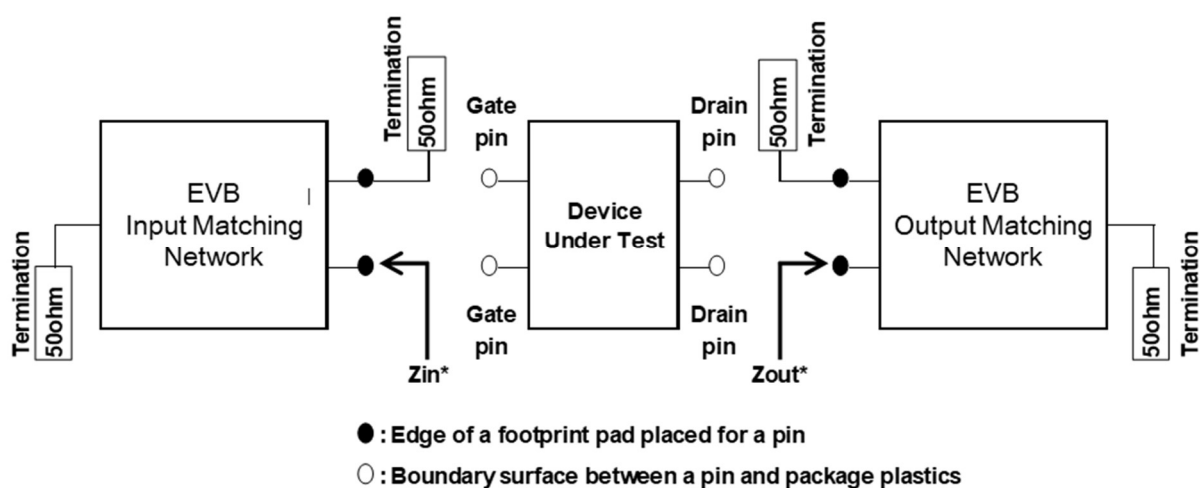 Termination
50ohm
EVB
Input Matching
Network
Termination
50ohm
Gate
pin
Gate
pin
Zin*
Device
Under Test
Drain
pin
Drain
pin
Zout*
Termination
50ohm
EVB
Output Matching
Network
Termination
50ohm
: Edge of a footprint pad placed for a pin
: Boundary surface between a pin and package plastics